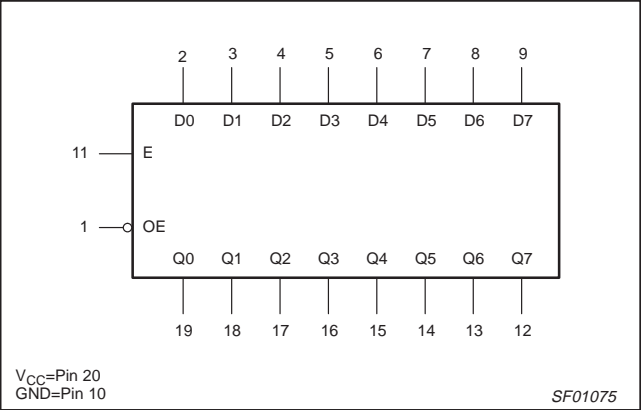 2 3 4 5 6 7 8 9
D0 D1 D2 D3 D4 D5 D6 D7
11 E
1 OE
Q0 Q1 Q2 Q3 Q4 Q5 Q6 Q7
19 18 17 16 15 14 13 12
VCC=Pin 20
GND=Pin 10
SF01075